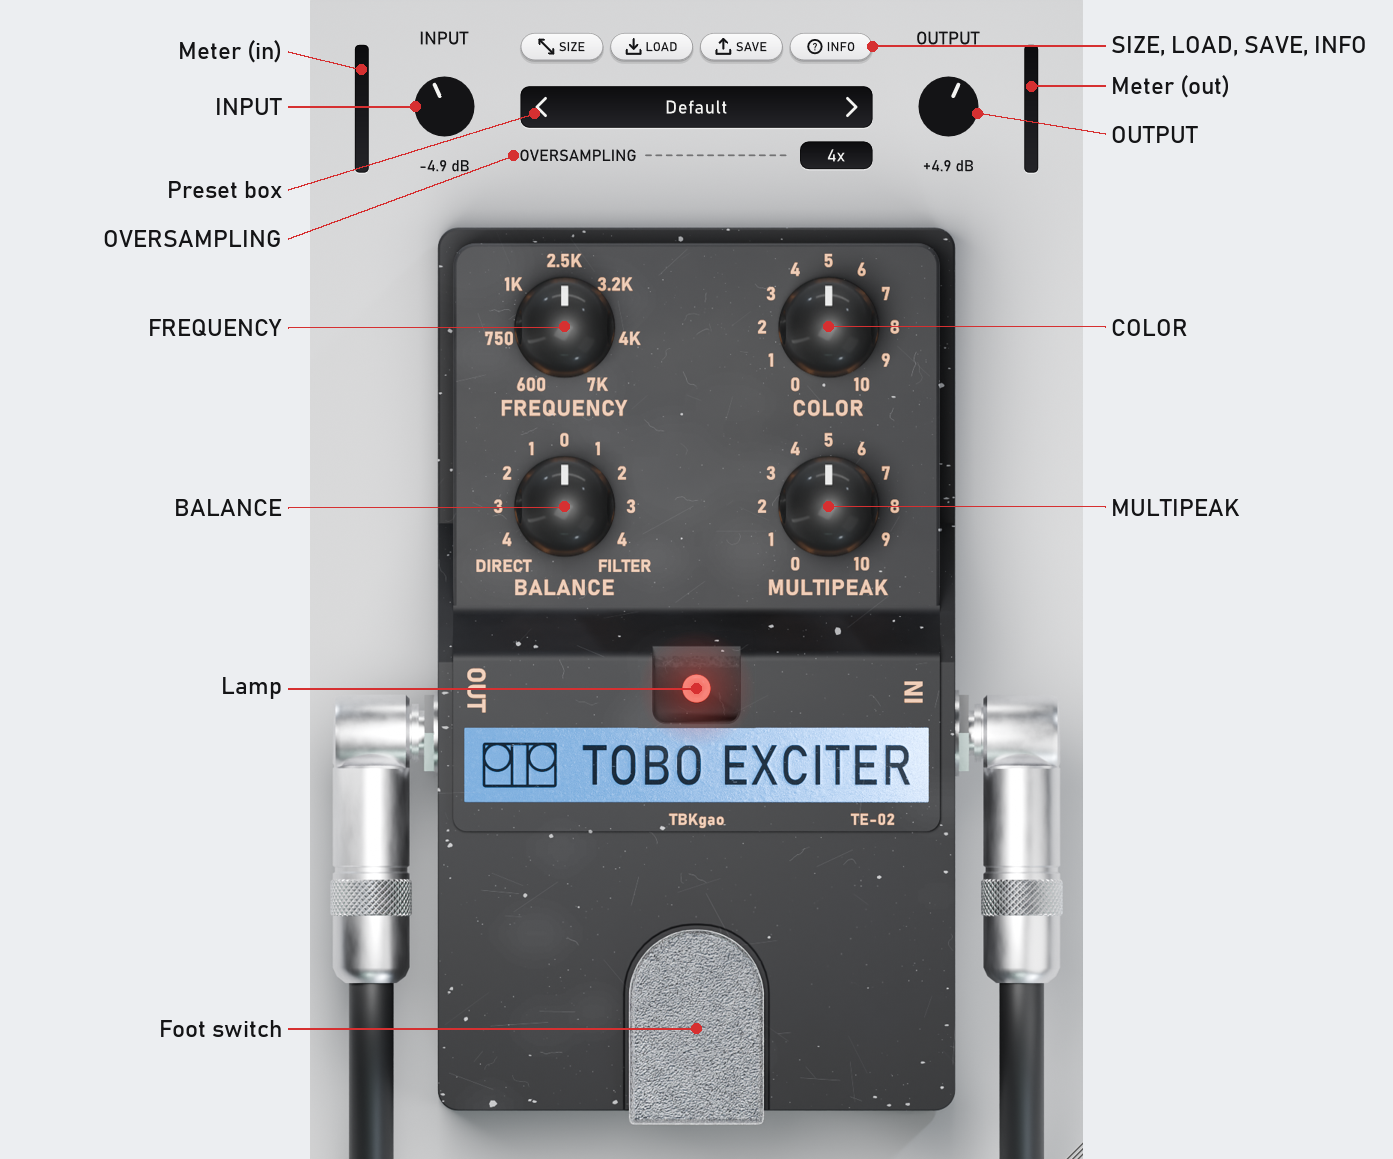 Meter (in)
INPUT
Preset box
OVERSAMPLING
FREQUENCY
BALANCE
Lamp
Foot switch
INPUT
-4.9 dB
SIZE
LOAD
SAVE
INFO
Default
OVERSAMPLING
4x
OUTPUT
+4.9 dB
2.5K
1K
3.2K
750
4K
600
7K
FREQUENCY
5
4
6
3
7
2
8
1
9
0
10
COLOR
0
1
1
2
2
3
3
4
4
DIRECT
FILTER
BALANCE
5
4
6
3
7
2
8
1
9
0
10
MULTIPEAK
OUT
IN
TOBO EXCITER
TBKgao
TE-02
SIZE, LOAD, SAVE, INFO
Meter (out)
OUTPUT
COLOR
MULTIPEAK